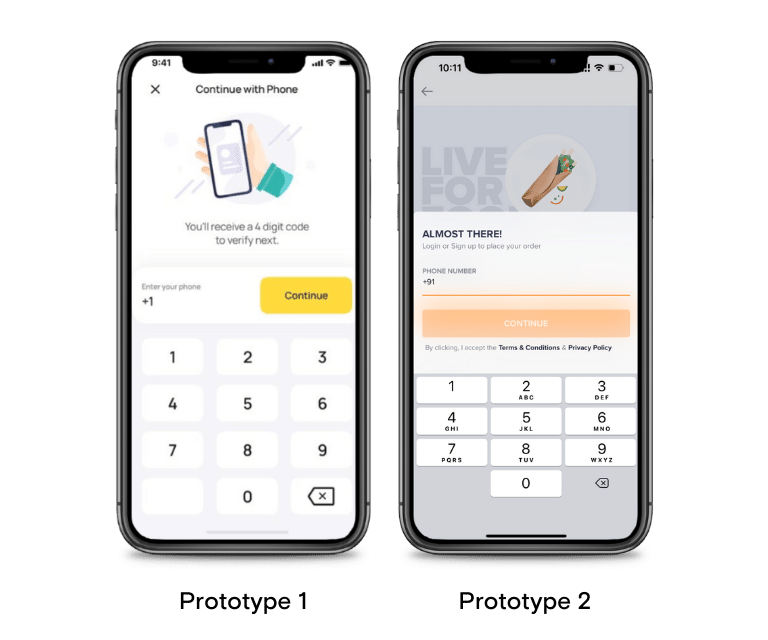 9:41
Continue with Phone
You'll receive a 4 digit code
to verify next.
Enter your phone
+1
Continue
1 2 3
4 5 6
7 8 9
0
Prototype 1
10:11
LIVE
FOR
FOOD
ALMOST THERE!
Login or Sign up to place your order
PHONE NUMBER
+91
CONTINUE
By clicking, I accept the Terms & Conditions & Privacy Policy
1 2 3
ABC DEF
4 5 6
GHI JKL MNO
7 8 9
PQRS TUV WXYZ
0
Prototype 2